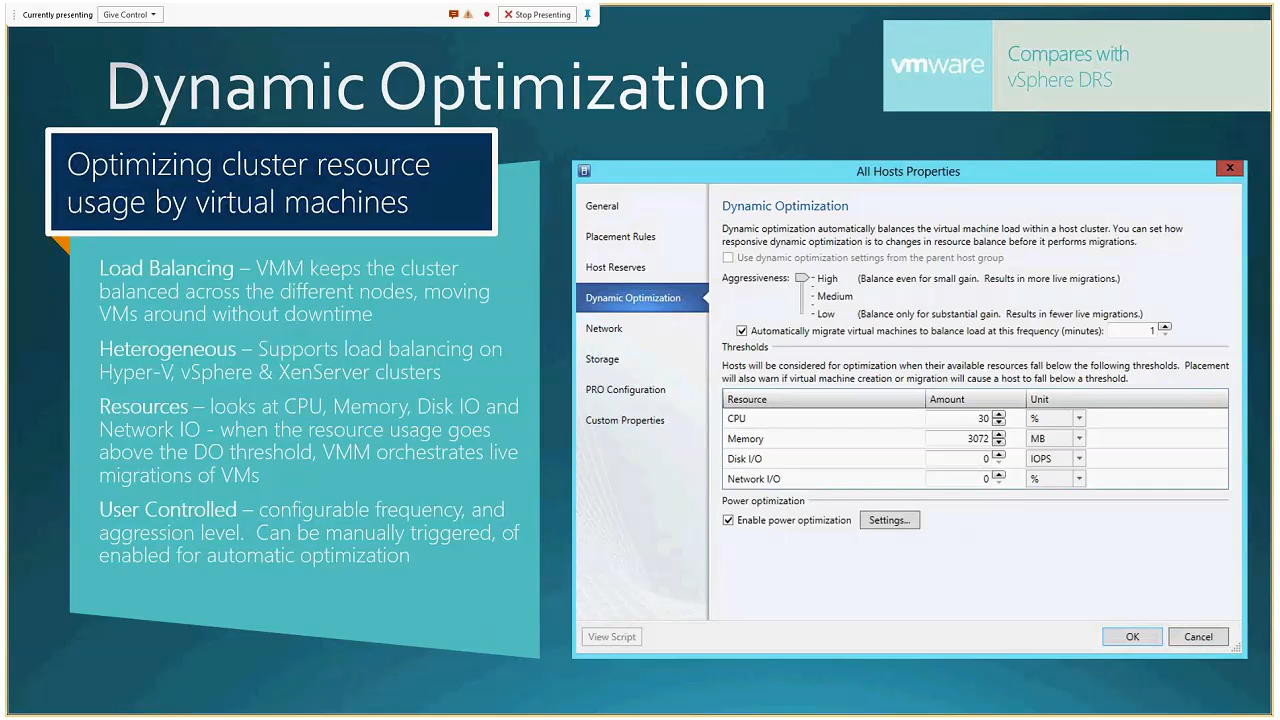 Currently presenting
Give Control
Stop Presenting
Dynamic Optimization
vmware
Compares with
vSphere DRS
Optimizing cluster resource
usage by virtual machines
Load Balancing – VMM keeps the cluster
balanced across the different nodes, moving
VMs around without downtime
Heterogeneous – Supports load balancing on
Hyper-V, vSphere & XenServer clusters
Resources – looks at CPU, Memory, Disk IO and
Network IO - when the resource usage goes
above the DO threshold, VMM orchestrates live
migrations of VMs
User Controlled – configurable frequency, and
aggression level.  Can be manually triggered, of
enabled for automatic optimization
All Hosts Properties
General
Placement Rules
Host Reserves
Dynamic Optimization
Network
Storage
PRO Configuration
Custom Properties
Dynamic Optimization
Dynamic optimization automatically balances the virtual machine load within a host cluster. You can set how
responsive dynamic optimization is to changes in resource balance before it performs migrations.
Use dynamic optimization settings from the parent host group
Aggressiveness: - High (Balance even for small gain. Results in more live migrations.)
- Medium
- Low (Balance only for substantial gain. Results in fewer live migrations.)
Automatically migrate virtual machines to balance load at this frequency (minutes): 1
Thresholds
Hosts will be considered for optimization when their available resources fall below the following thresholds. Placement
will also warn if virtual machine creation or migration will cause a host to fall below a threshold.
Resource Amount Unit
CPU 30 %
Memory 3072 MB
Disk I/O 0 IOPS
Network I/O 0 %
Power optimization
Enable power optimization Settings...
View Script OK Cancel